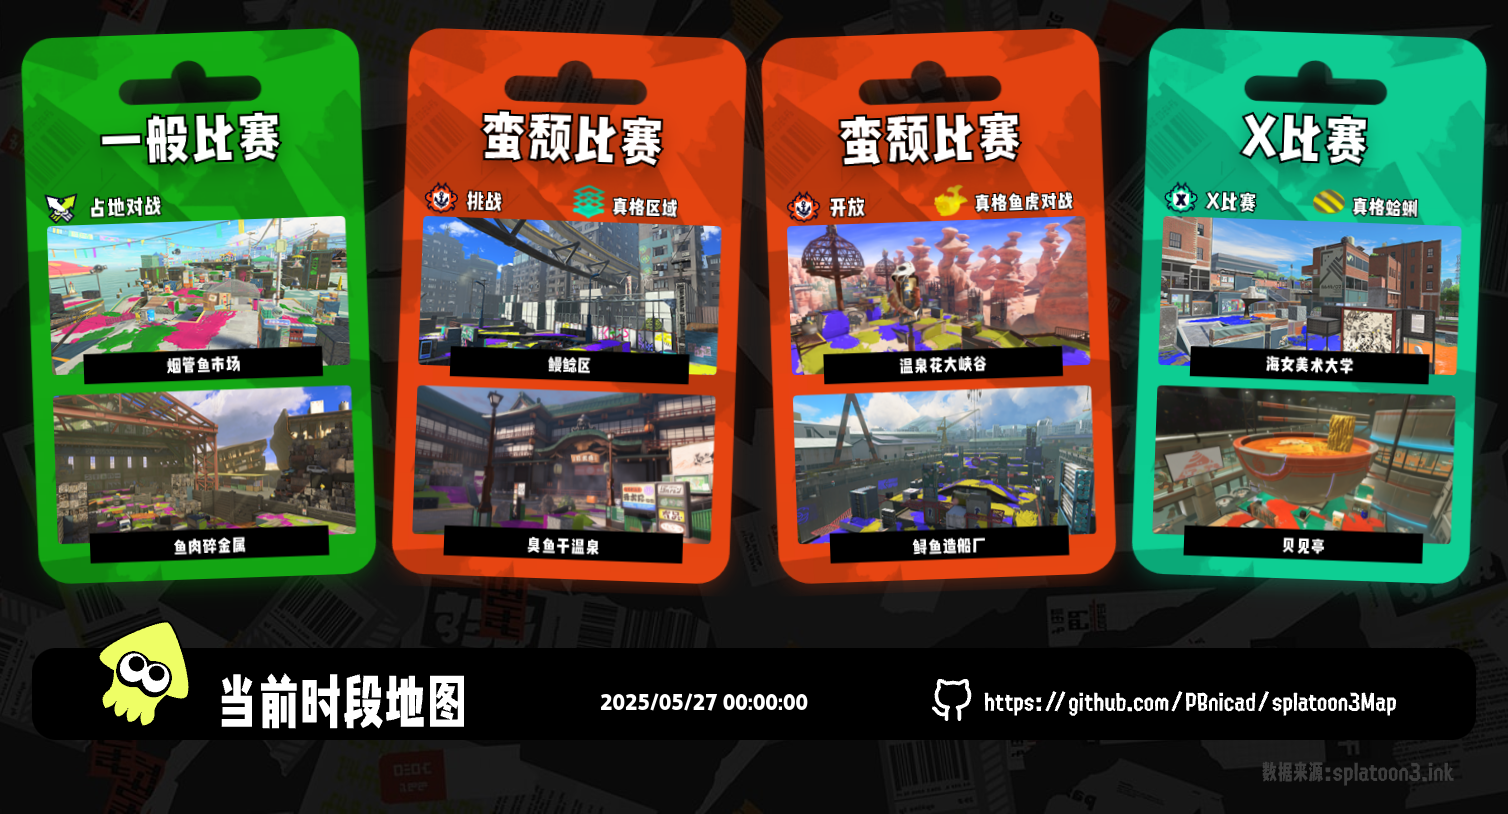 一般比赛
占地对战
烟管鱼市场
鱼肉碎金属
蛮颓比赛
挑战
真格区域
鳗鲶区
臭鱼干温泉
蛮颓比赛
开放
真格鱼虎对战
温泉花大峡谷
鲟鱼造船厂
X比赛
X比赛
真格蛤蜊
海女美术大学
贝见亭
当前时段地图
2025/05/27 00:00:00
https://github.com/PBnicad/splatoon3Map
数据来源:splatoon3.ink